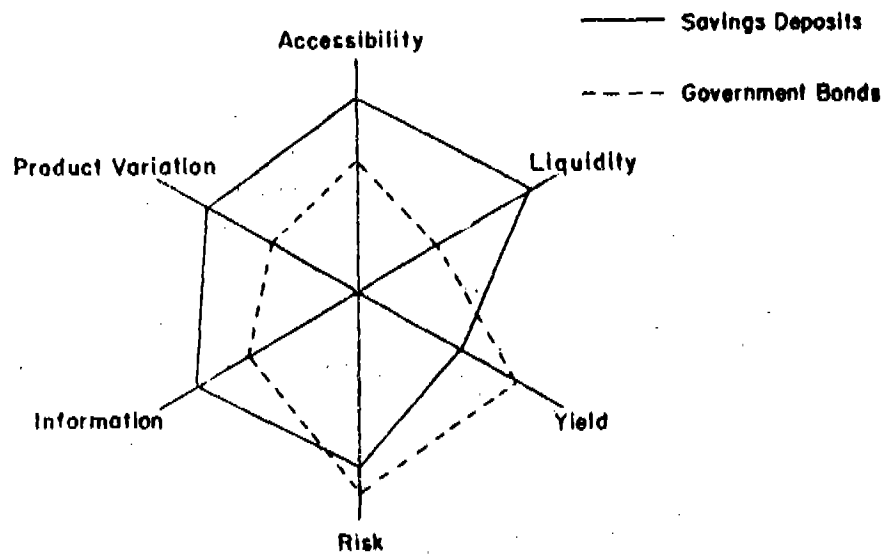 Savings Deposits
Government Bonds
Accessibility
Liquidity
Product Variation
Information
Yield
Risk